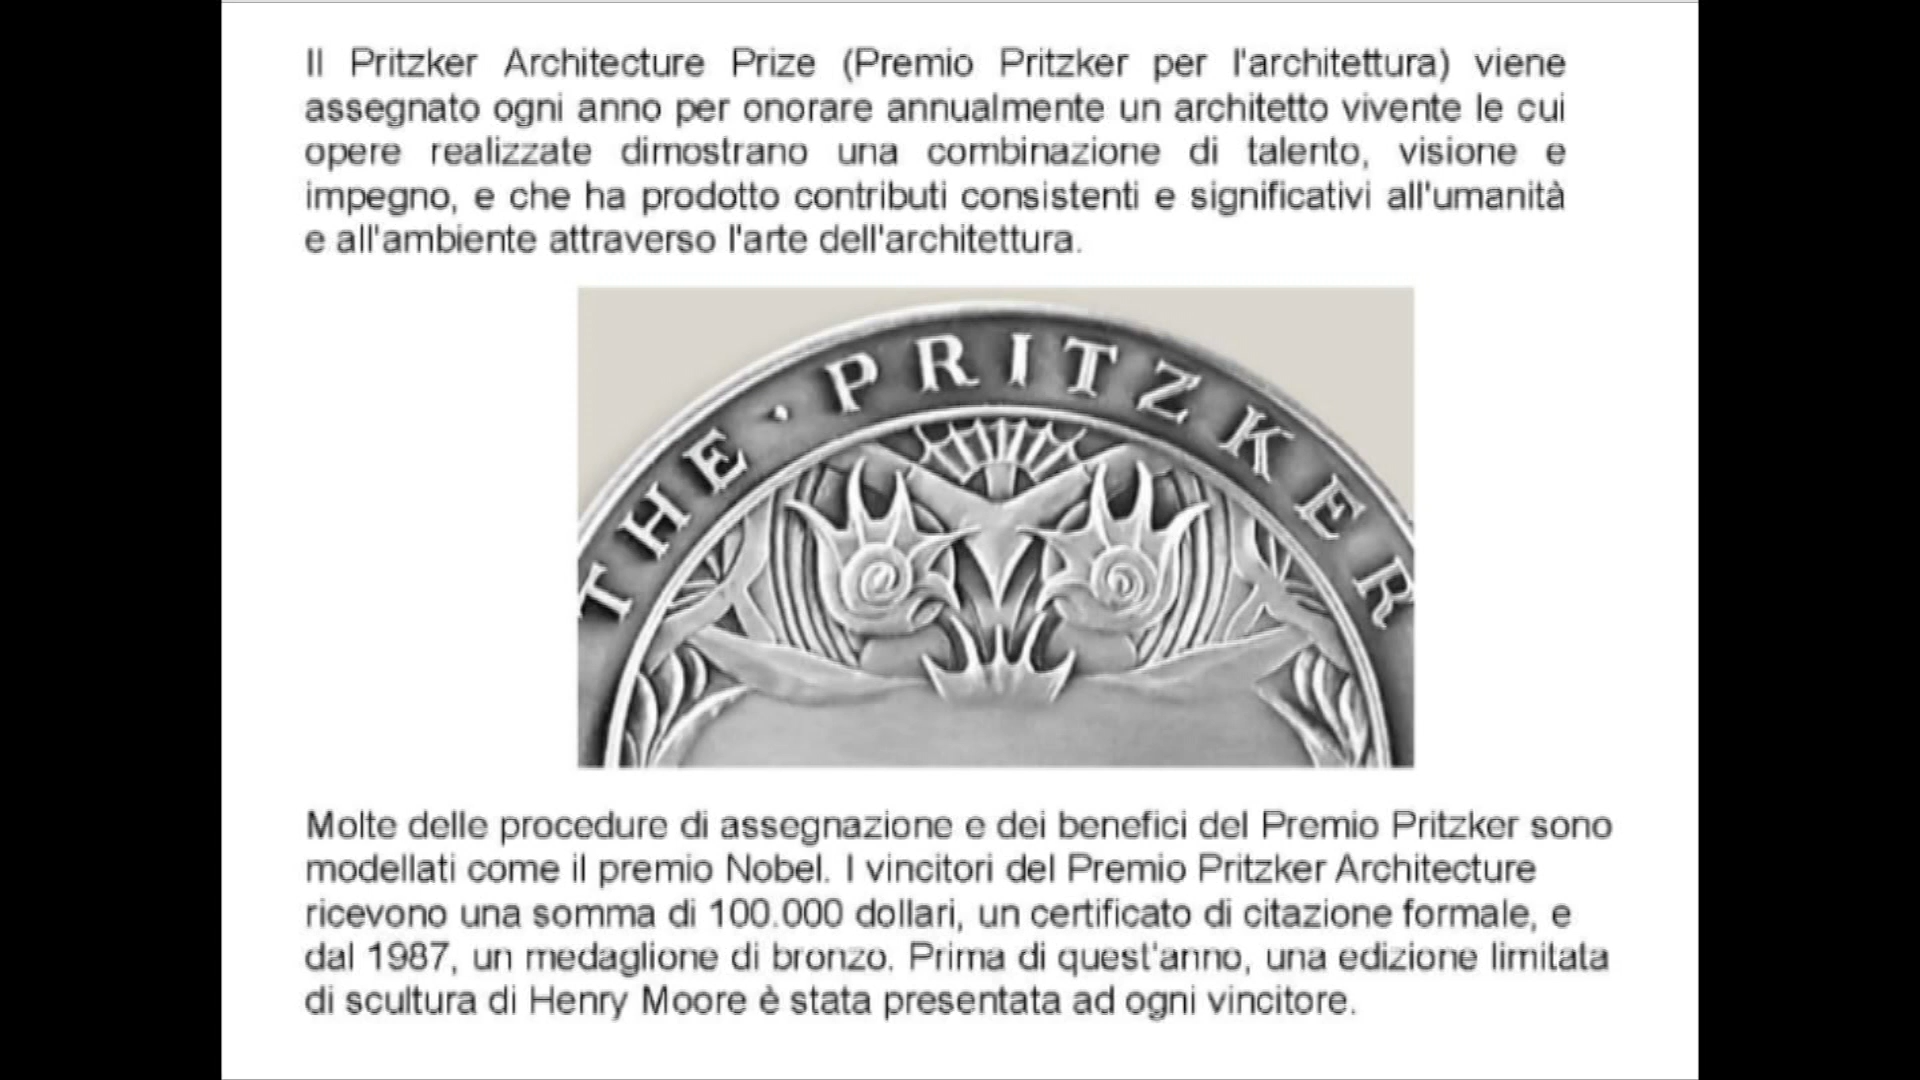 Il Pritzker Architecture Prize (Premio Pritzker per l'architettura) viene
assegnato ogni anno per onorare annualmente un architetto vivente le cui
opere realizzate dimostrano una combinazione di talento, visione e
impegno, e che ha prodotto contributi consistenti e significativi all'umanità
e all'ambiente attraverso l'arte dell'architettura.
THE · PRITZKER
Molte delle procedure di assegnazione e dei benefici del Premio Pritzker sono
modellati come il premio Nobel. I vincitori del Premio Pritzker Architecture
ricevono una somma di 100.000 dollari, un certificato di citazione formale, e
dal 1987, un medaglione di bronzo. Prima di quest'anno, una edizione limitata
di scultura di Henry Moore è stata presentata ad ogni vincitore.